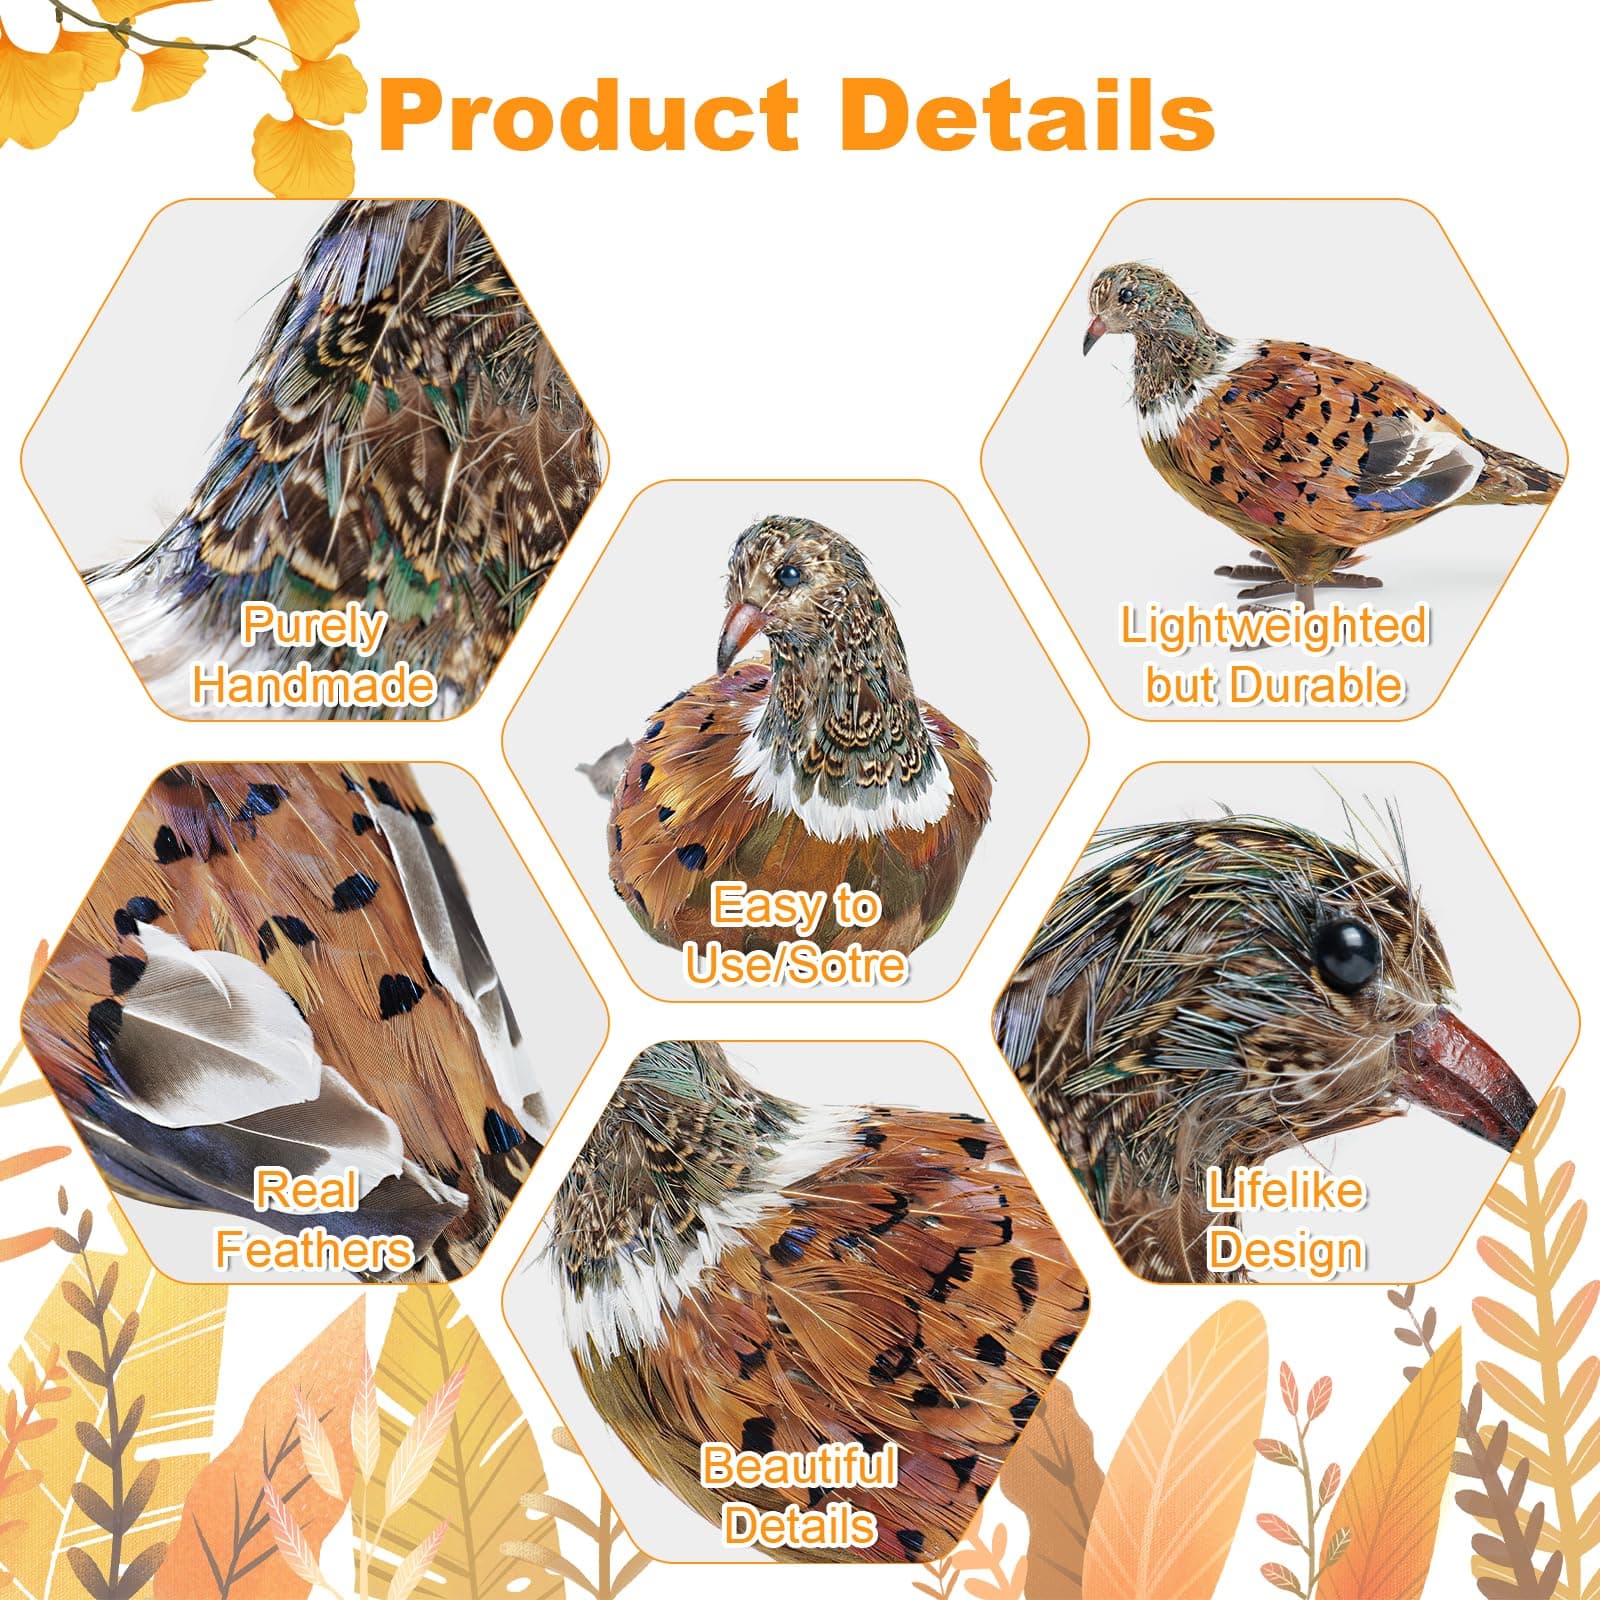 Product Details
Purely
Handmade
Lightweighted
but Durable
Easy to
Use/Sotre
Real
Feathers
Lifelike
Design
Beautiful
Details